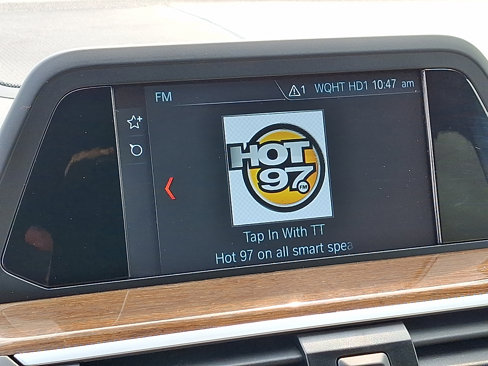 FM
1
WQHT HD1 10:47 am
HOT
97
FM
Tap In With TT
Hot 97 on all smart spea